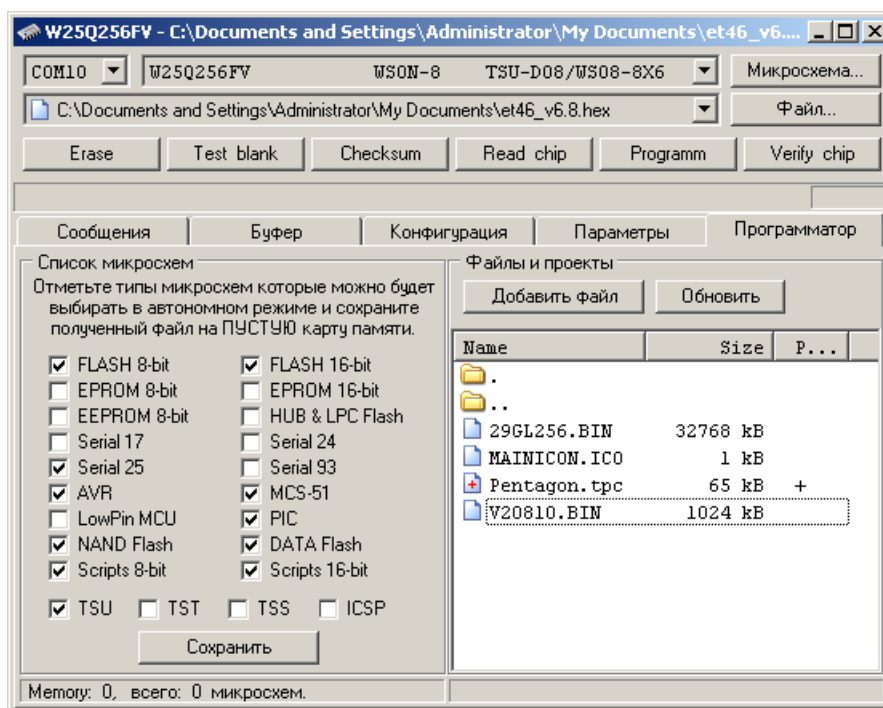 W25Q256FV - C:\Documents and Settings\Administrator\My Documents\et46_v6....
COM10 W25Q256FV WSON-8 TSU-D08/WS08-8X6 Микросхема...
C:\Documents and Settings\Administrator\My Documents\et46_v6.8.hex Файл...
Erase Test blank Checksum Read chip Programm Verify chip
Сообщения Буфер Конфигурация Параметры Программатор
Список микросхем
Отметьте типы микросхем которые можно будет
выбирать в автономном режиме и сохраните
полученный файл на ПУСТУЮ карту памяти.
FLASH 8-bit FLASH 16-bit
EPROM 8-bit EPROM 16-bit
EEPROM 8-bit HUB & LPC Flash
Serial 17 Serial 24
Serial 25 Serial 93
AVR MCS-51
LowPin MCU PIC
NAND Flash DATA Flash
Scripts 8-bit Scripts 16-bit
TSU TST TSS ICSP
Сохранить
Memory: 0, всего: 0 микросхем.
Файлы и проекты
Добавить файл Обновить
Name Size P...
.
..
29GL256.BIN 32768 kB
MAINICON.ICO 1 kB
Pentagon.tpc 65 kB +
V20810.BIN 1024 kB